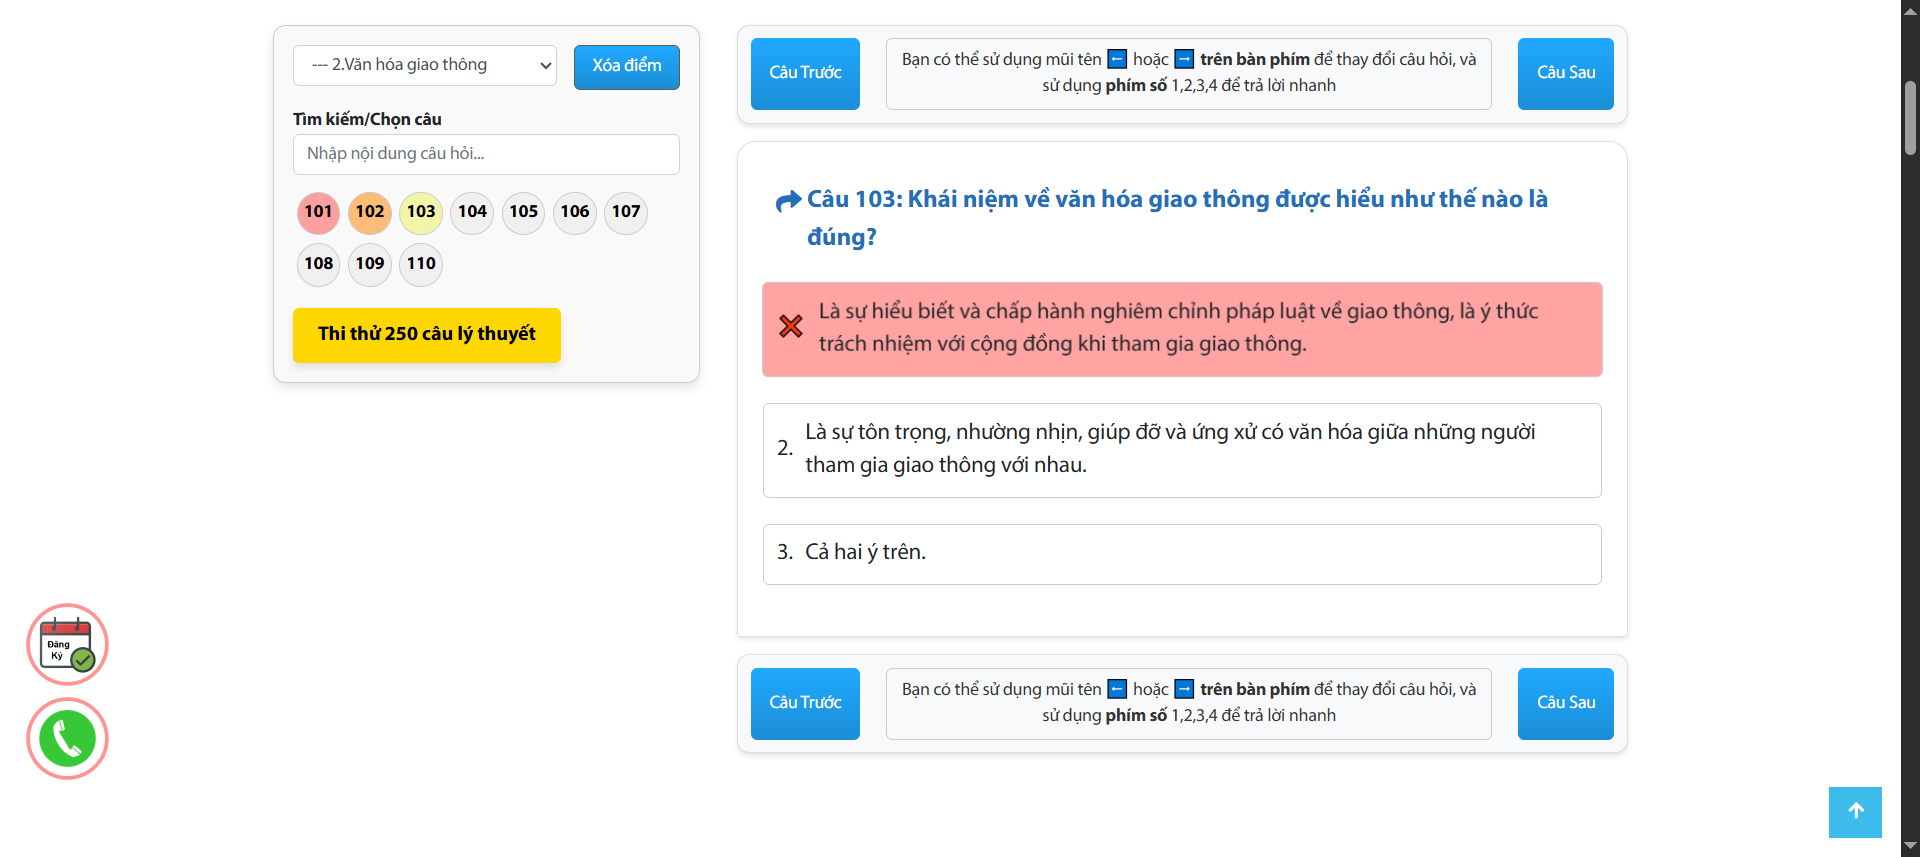 --- 2.Văn hóa giao thông
Xóa điểm
Tìm kiếm/Chọn câu
Nhập nội dung câu hỏi...
101 102 103 104 105 106 107
108 109 110
Thi thử 250 câu lý thuyết
Đăng
Ký
Câu Trước
Bạn có thể sử dụng mũi tên ← hoặc → trên bàn phím để thay đổi câu hỏi, và
sử dụng phím số 1,2,3,4 để trả lời nhanh
Câu Sau
Câu 103: Khái niệm về văn hóa giao thông được hiểu như thế nào là
đúng?
Là sự hiểu biết và chấp hành nghiêm chỉnh pháp luật về giao thông, là ý thức
trách nhiệm với cộng đồng khi tham gia giao thông.
2. Là sự tôn trọng, nhường nhịn, giúp đỡ và ứng xử có văn hóa giữa những người
tham gia giao thông với nhau.
3. Cả hai ý trên.
Câu Trước
Bạn có thể sử dụng mũi tên ← hoặc → trên bàn phím để thay đổi câu hỏi, và
sử dụng phím số 1,2,3,4 để trả lời nhanh
Câu Sau